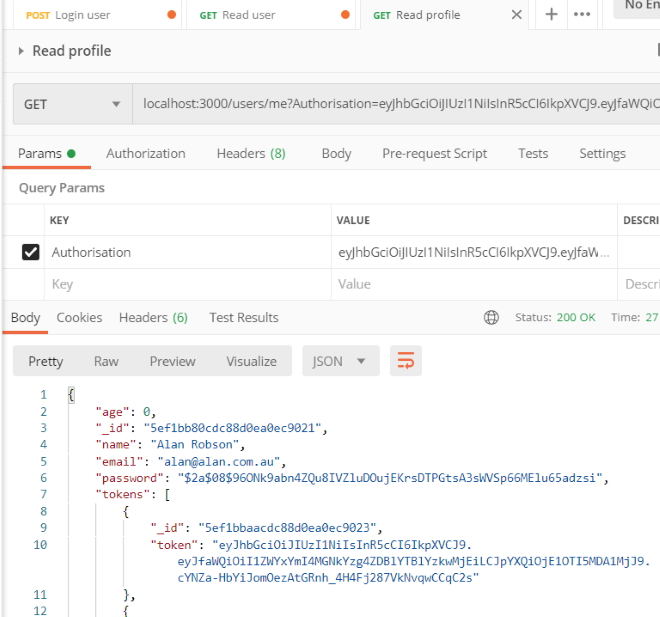 POST Login user
GET Read user
GET Read profile
No En
Read profile
GET
localhost:3000/users/me?Authorisation=eyJhbGciOiJIUzI1NiIsInR5cCI6IkpXVCJ9.eyJfaWQiO
Params
Authorization
Headers (8)
Body
Pre-request Script
Tests
Settings
Query Params
KEY
VALUE
DESCRI
Authorisation
eyJhbGciOiJIUzI1NiIsInR5cCI6IkpXVCJ9.eyJfaW...
Key
Value
Descri
Body
Cookies
Headers (6)
Test Results
Status: 200 OK
Time: 27
Pretty
Raw
Preview
Visualize
JSON
1 {
2 "age": 0,
3 "_id": "5ef1bb80cdc88d0ea0ec9021",
4 "name": "Alan Robson",
5 "email": "alan@alan.com.au",
6 "password": "$2a$08$96ONk9abn4ZQu8IVZluDOujEKrsDTPGtsA3sWVSp66MElu65adzsi",
7 "tokens": [
8 {
9 "_id": "5ef1bbaacdc88d0ea0ec9023",
10 "token": "eyJhbGciOiJIUzI1NiIsInR5cCI6IkpXVCJ9.
eyJfaWQiOiI1ZWYxYmI4MGNkYzg4ZDBlYTBlYzkwMjEiLCJpYXQiOjE1OTI5MDA1MjJ9.
cYNZa-HbYiJomOezAtGRnh_4H4Fj287VkNvqwCCqC2s"
11 },
12 {